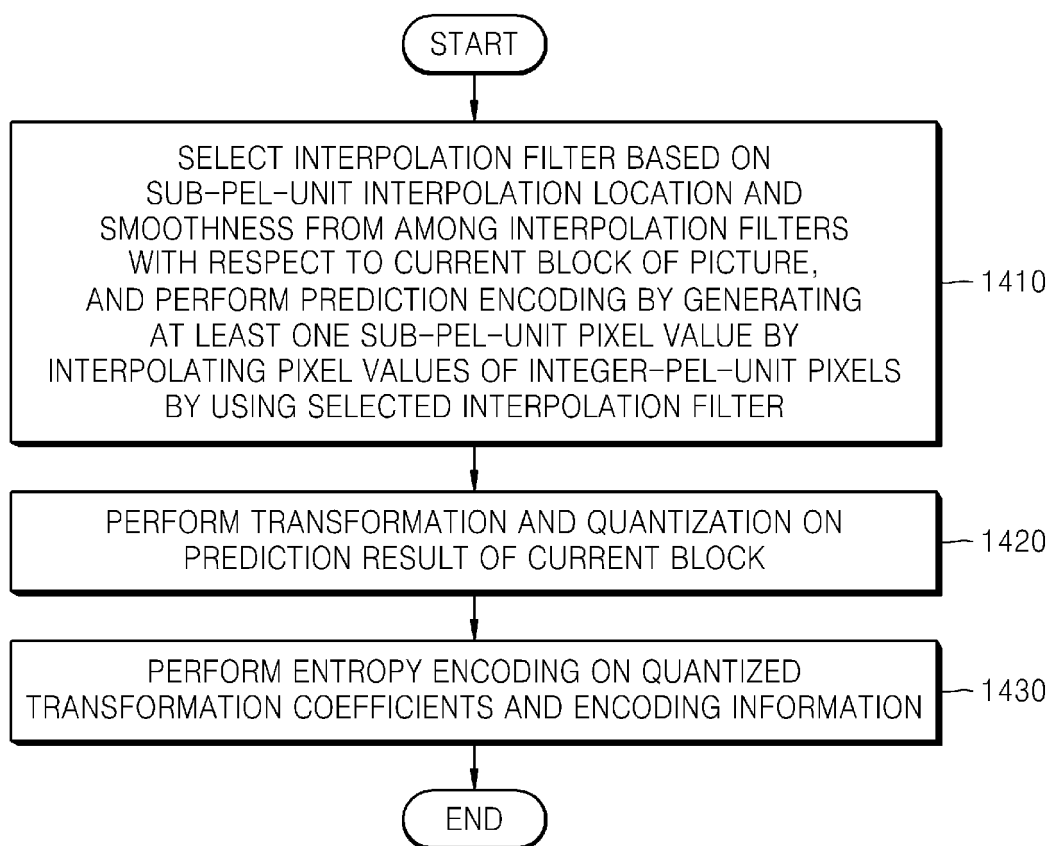 START
SELECT INTERPOLATION FILTER BASED ON
SUB-PEL-UNIT INTERPOLATION LOCATION AND
SMOOTHNESS FROM AMONG INTERPOLATION FILTERS
WITH RESPECT TO CURRENT BLOCK OF PICTURE,
AND PERFORM PREDICTION ENCODING BY GENERATING
AT LEAST ONE SUB-PEL-UNIT PIXEL VALUE BY
INTERPOLATING PIXEL VALUES OF INTEGER-PEL-UNIT PIXELS
BY USING SELECTED INTERPOLATION FILTER
1410
PERFORM TRANSFORMATION AND QUANTIZATION ON
PREDICTION RESULT OF CURRENT BLOCK
1420
PERFORM ENTROPY ENCODING ON QUANTIZED
TRANSFORMATION COEFFICIENTS AND ENCODING INFORMATION
1430
END